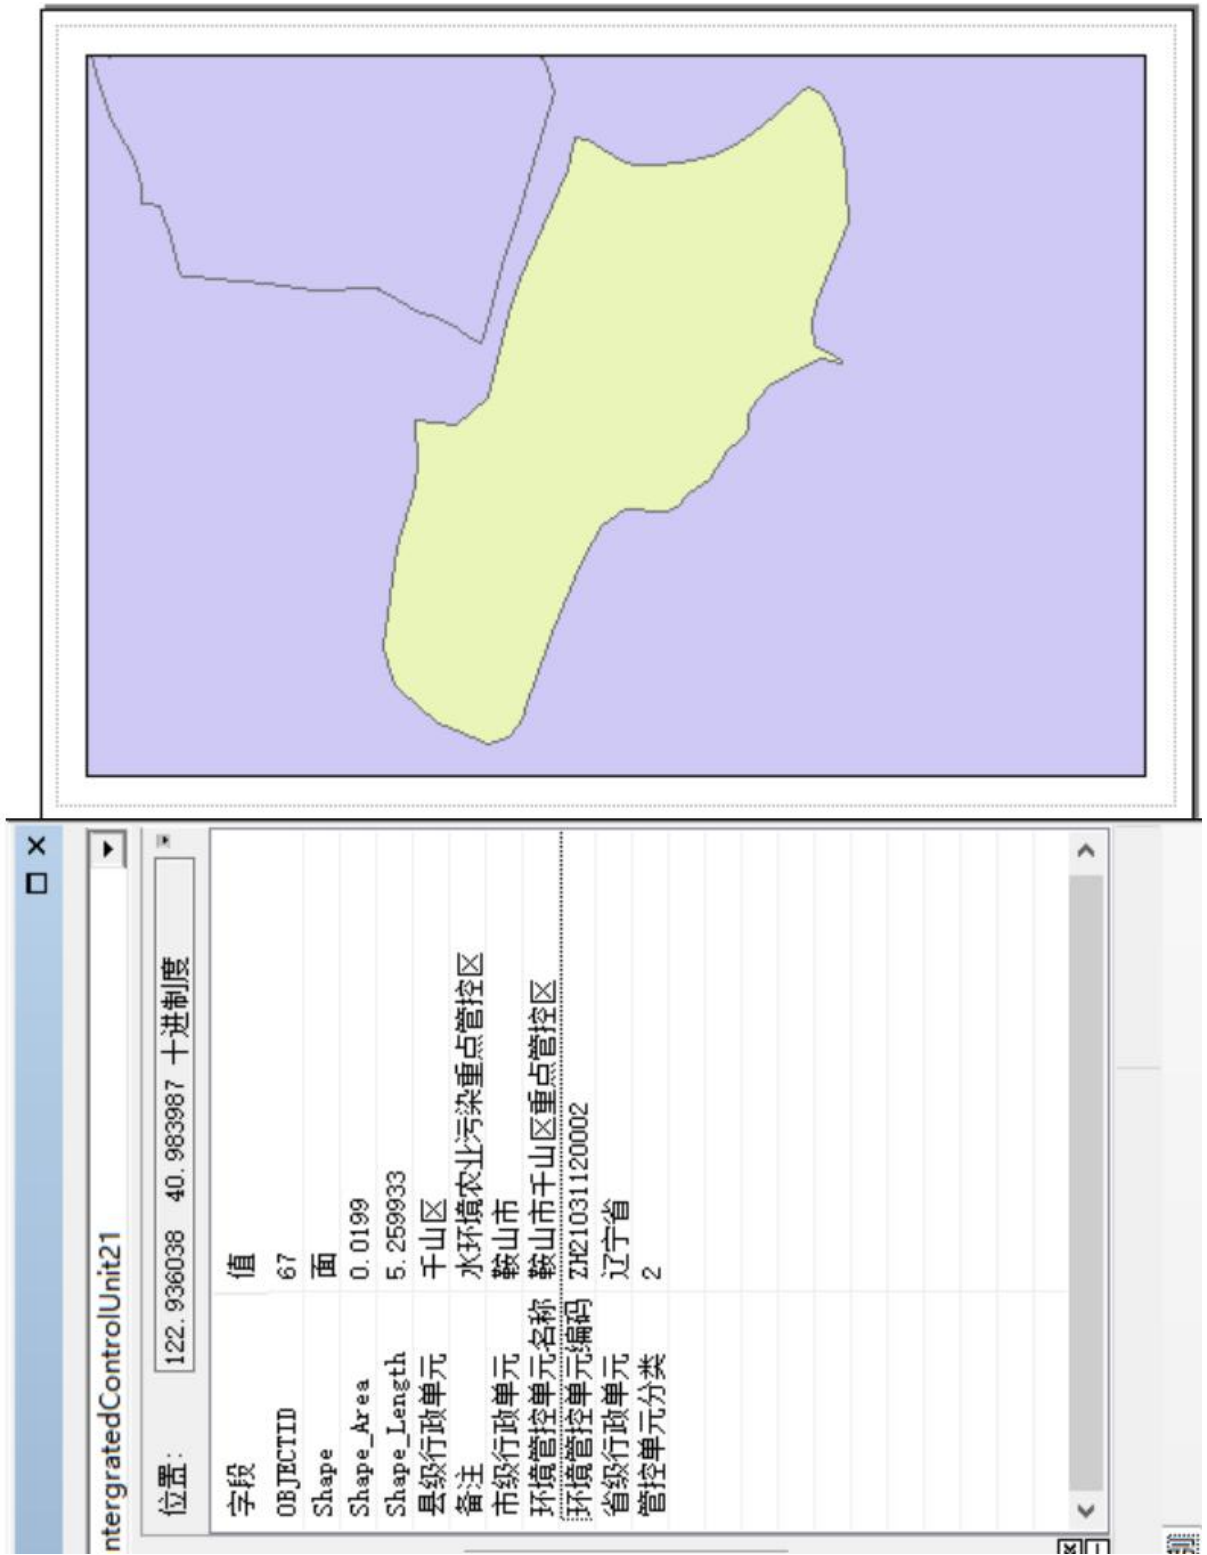 ntergratedControlUnit21
位置： 122.936038 40.983987 十进制度
字段 值
OBJECTID 67
Shape 面
Shape_Area 0.0199
Shape_Length 5.259933
县级行政单元 千山区
备注 水环境农业污染重点管控区
市级行政单元 鞍山市
环境管控单元名称 鞍山市千山区重点管控区
环境管控单元编码 ZH21031120002
省级行政单元 辽宁省
管控单元分类 2